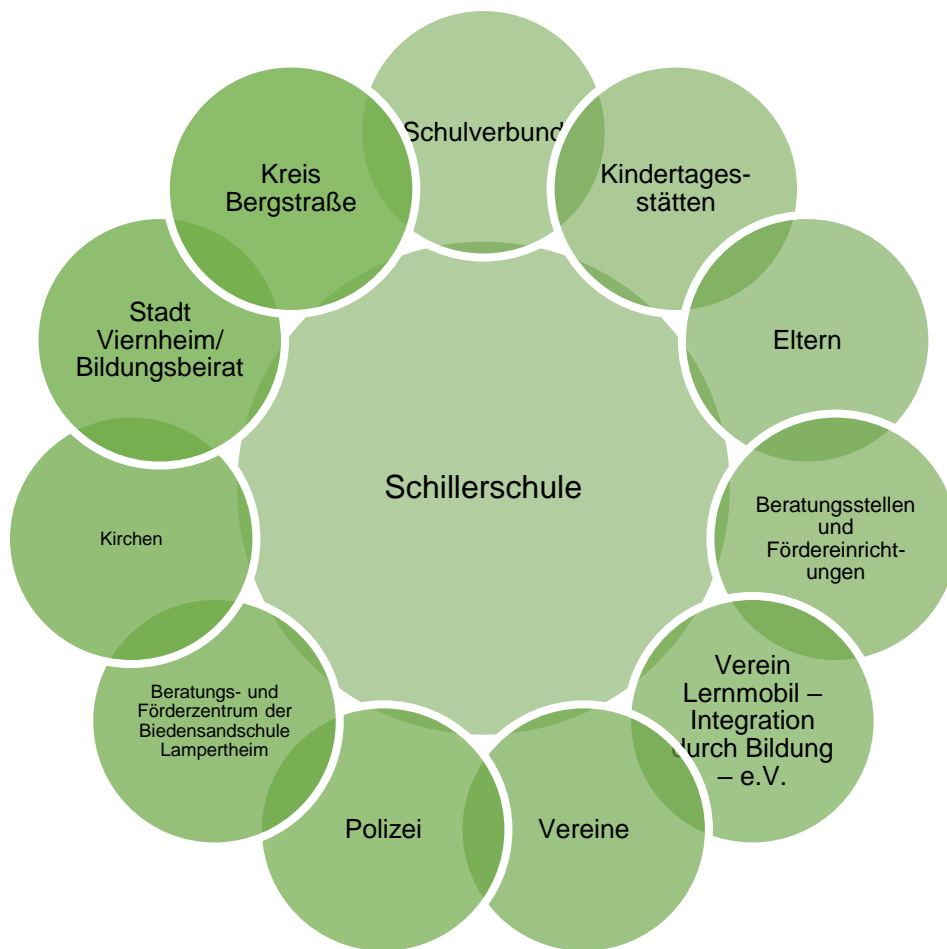 Schulverbund
Kindertages-
stätten
Eltern
Beratungsstellen
und
Fördereinricht-
ungen
Verein
Lernmobil –
Integration
durch Bildung
– e.V.
Vereine
Polizei
Beratungs- und
Förderzentrum der
Biedensandschule
Lampertheim
Kirchen
Stadt
Viernheim/
Bildungsbeirat
Kreis
Bergstraße
Schillerschule